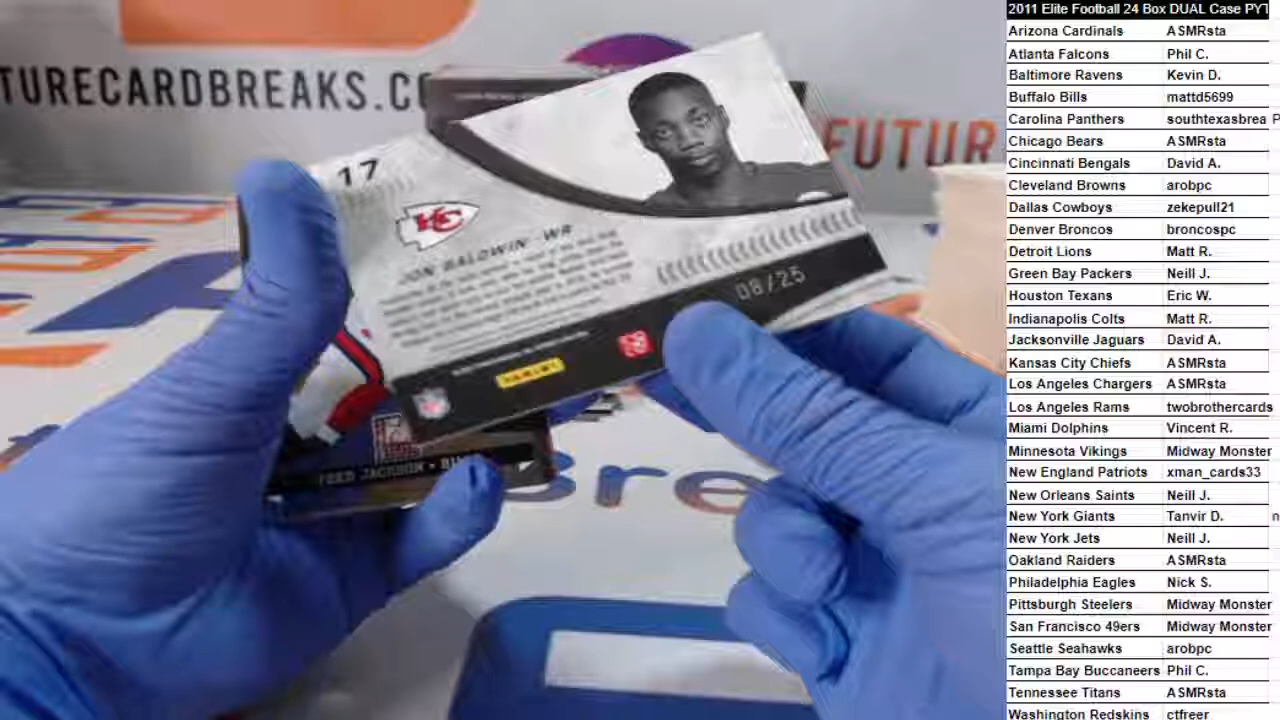 TURECARDBREAKS.CO
FUTUR
17
KC
JON BALDWIN WR
08/25
PANINI
NFL
FRED JACKSON • BILLS
Bre
2011 Elite Football 24 Box DUAL Case PYT
Arizona Cardinals ASMRsta
Atlanta Falcons Phil C.
Baltimore Ravens Kevin D.
Buffalo Bills mattd5699
Carolina Panthers southtexasbrea P
Chicago Bears ASMRsta
Cincinnati Bengals David A.
Cleveland Browns arobpc
Dallas Cowboys zekepull21
Denver Broncos broncospc
Detroit Lions Matt R.
Green Bay Packers Neill J.
Houston Texans Eric W.
Indianapolis Colts Matt R.
Jacksonville Jaguars David A.
Kansas City Chiefs ASMRsta
Los Angeles Chargers ASMRsta
Los Angeles Rams twobrothercards
Miami Dolphins Vincent R.
Minnesota Vikings Midway Monster
New England Patriots xman_cards33
New Orleans Saints Neill J.
New York Giants Tanvir D. n
New York Jets Neill J.
Oakland Raiders ASMRsta
Philadelphia Eagles Nick S.
Pittsburgh Steelers Midway Monster
San Francisco 49ers Midway Monster
Seattle Seahawks arobpc
Tampa Bay Buccaneers Phil C.
Tennessee Titans ASMRsta
Washington Redskins ctfreer